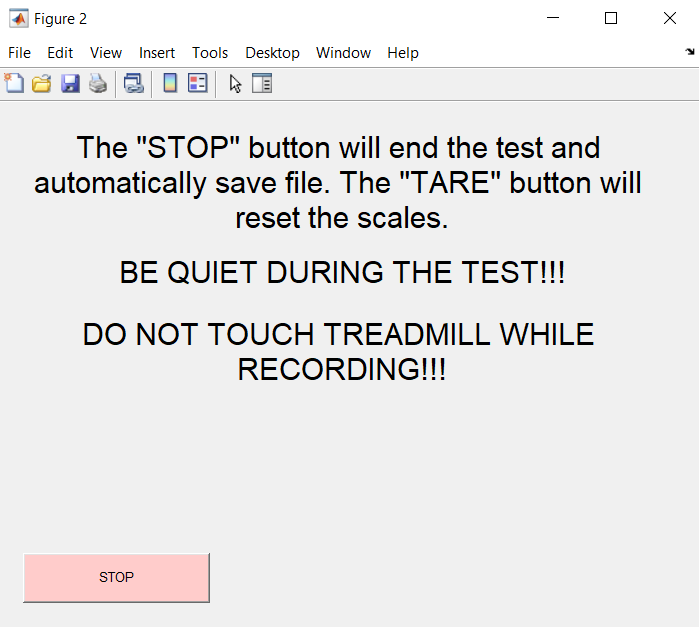 Figure 2
File Edit View Insert Tools Desktop Window Help
The "STOP" button will end the test and
automatically save file. The "TARE" button will
reset the scales.
BE QUIET DURING THE TEST!!!
DO NOT TOUCH TREADMILL WHILE
RECORDING!!!
STOP